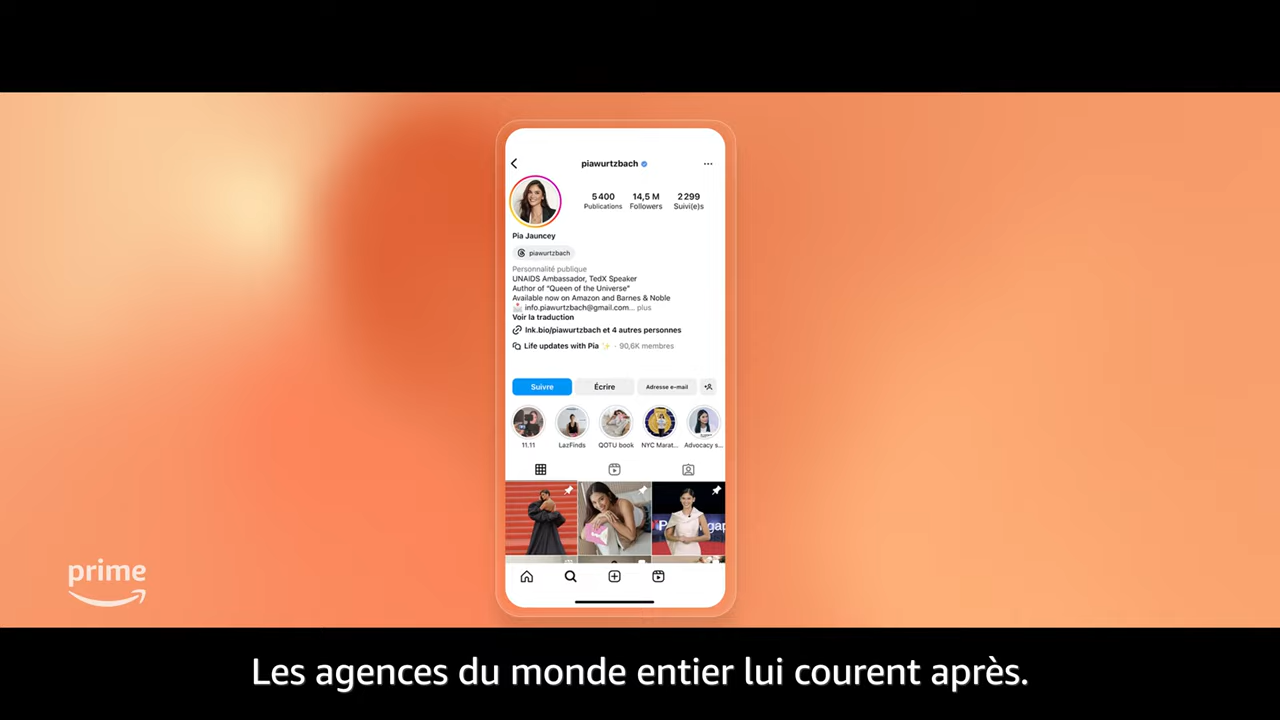 piawurtzbach
5 400 14,5 M 2 299
Publications Followers Suivi(e)s
Pia Jauncey
piawurtzbach
Personnalité publique
UNAIDS Ambassador, TedX Speaker
Author of "Queen of the Universe"
Available now on Amazon and Barnes & Noble
info.piawurtzbach@gmail.com... plus
Voir la traduction
lnk.bio/piawurtzbach et 4 autres personnes
Life updates with Pia ✨ · 90,6K membres
Suivre Écrire Adresse e-mail
11.11 LazFinds QOTU book NYC Marat... Advocacy s...
prime
Les agences du monde entier lui courent après.